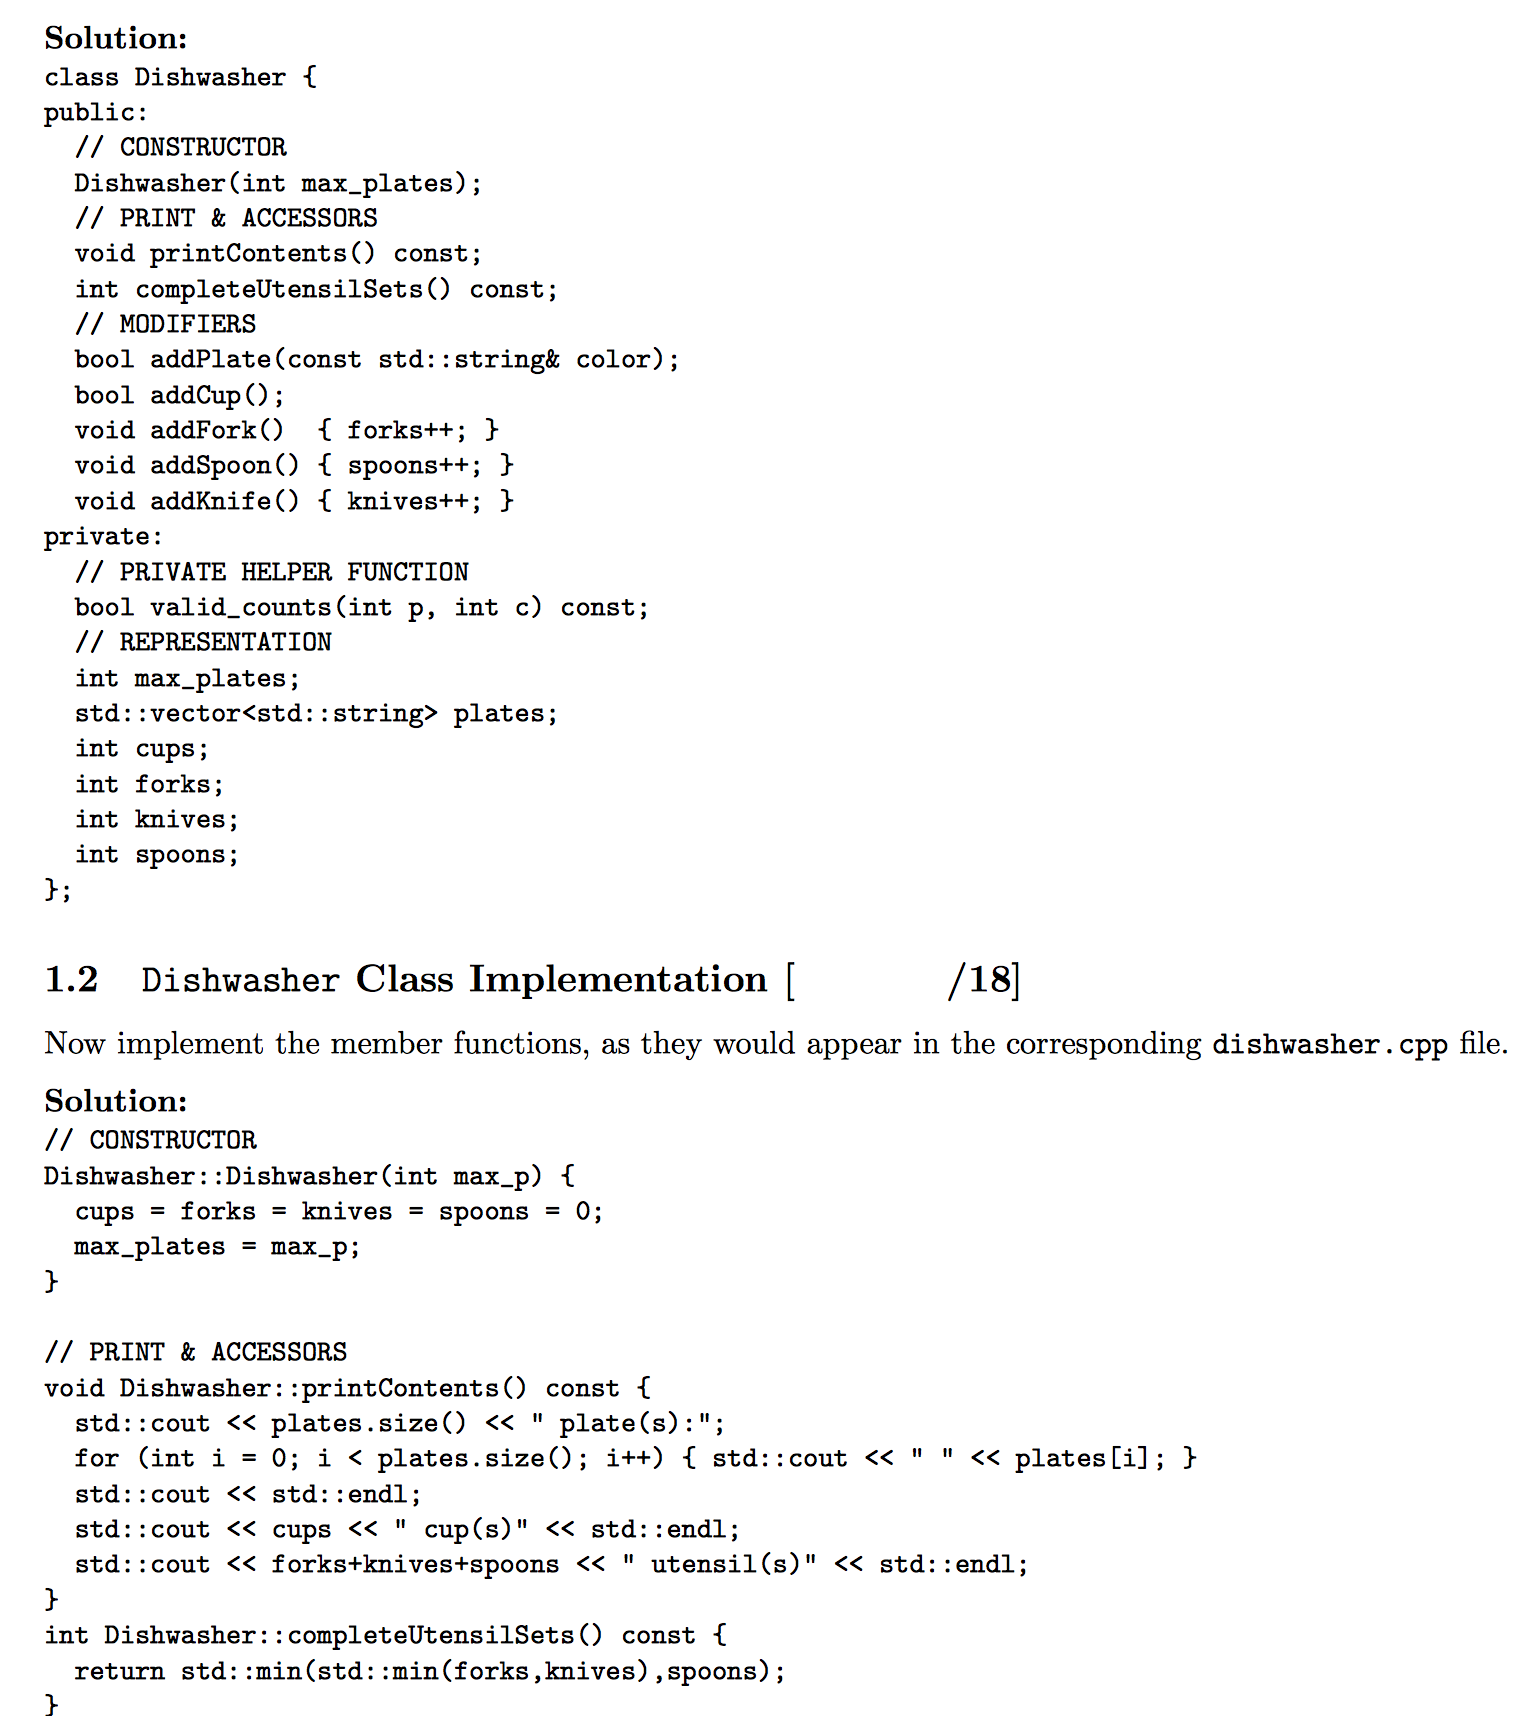 Solution:
class Dishwasher {
public:
  // CONSTRUCTOR
  Dishwasher(int max_plates);
  // PRINT & ACCESSORS
  void printContents() const;
  int completeUtensilSets() const;
  // MODIFIERS
  bool addPlate(const std::string& color);
  bool addCup();
  void addFork()  { forks++; }
  void addSpoon() { spoons++; }
  void addKnife() { knives++; }
private:
  // PRIVATE HELPER FUNCTION
  bool valid_counts(int p, int c) const;
  // REPRESENTATION
  int max_plates;
  std::vector<std::string> plates;
  int cups;
  int forks;
  int knives;
  int spoons;
};
1.2 Dishwasher Class Implementation [ /18]
Now implement the member functions, as they would appear in the corresponding dishwasher.cpp file.
Solution:
// CONSTRUCTOR
Dishwasher::Dishwasher(int max_p) {
  cups = forks = knives = spoons = 0;
  max_plates = max_p;
}
// PRINT & ACCESSORS
void Dishwasher::printContents() const {
  std::cout << plates.size() << " plate(s):";
  for (int i = 0; i < plates.size(); i++) { std::cout << " " << plates[i]; }
  std::cout << std::endl;
  std::cout << cups << " cup(s)" << std::endl;
  std::cout << forks+knives+spoons << " utensil(s)" << std::endl;
}
int Dishwasher::completeUtensilSets() const {
  return std::min(std::min(forks,knives),spoons);
}